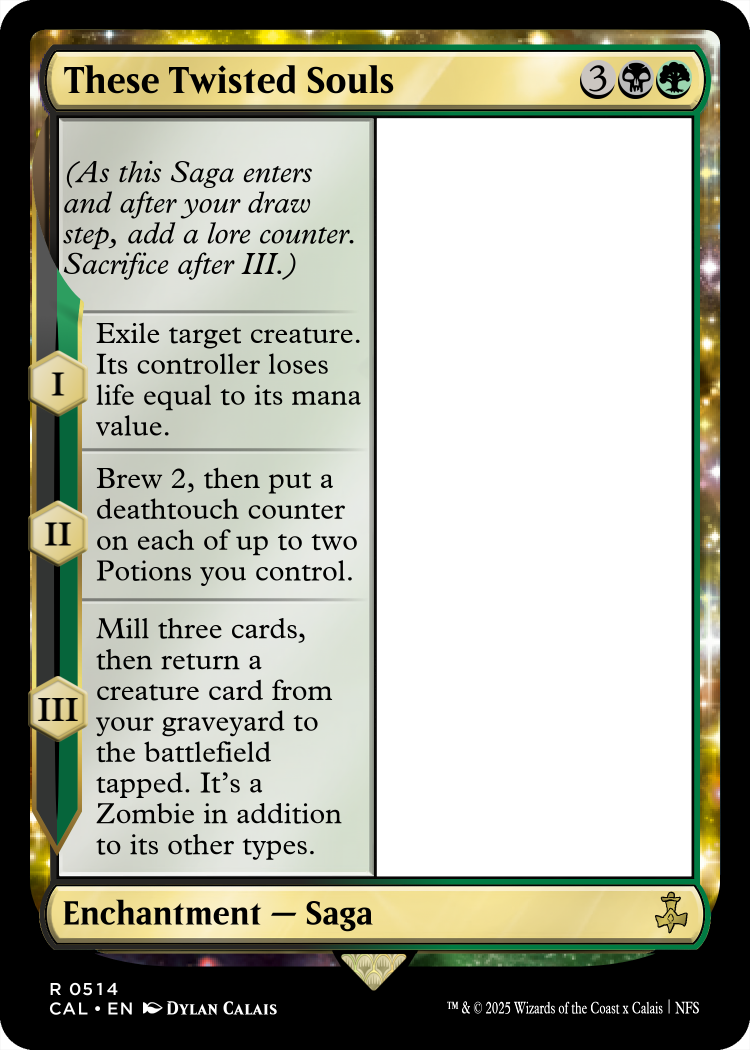 These Twisted Souls 3
(As this Saga enters
and after your draw
step, add a lore counter.
Sacrifice after III.)
I
Exile target creature.
Its controller loses
life equal to its mana
value.
II
Brew 2, then put a
deathtouch counter
on each of up to two
Potions you control.
III
Mill three cards,
then return a
creature card from
your graveyard to
the battlefield
tapped. It’s a
Zombie in addition
to its other types.
Enchantment — Saga
R 0514
CAL • EN Dylan Calais
™ & © 2025 Wizards of the Coast x Calais | NFS